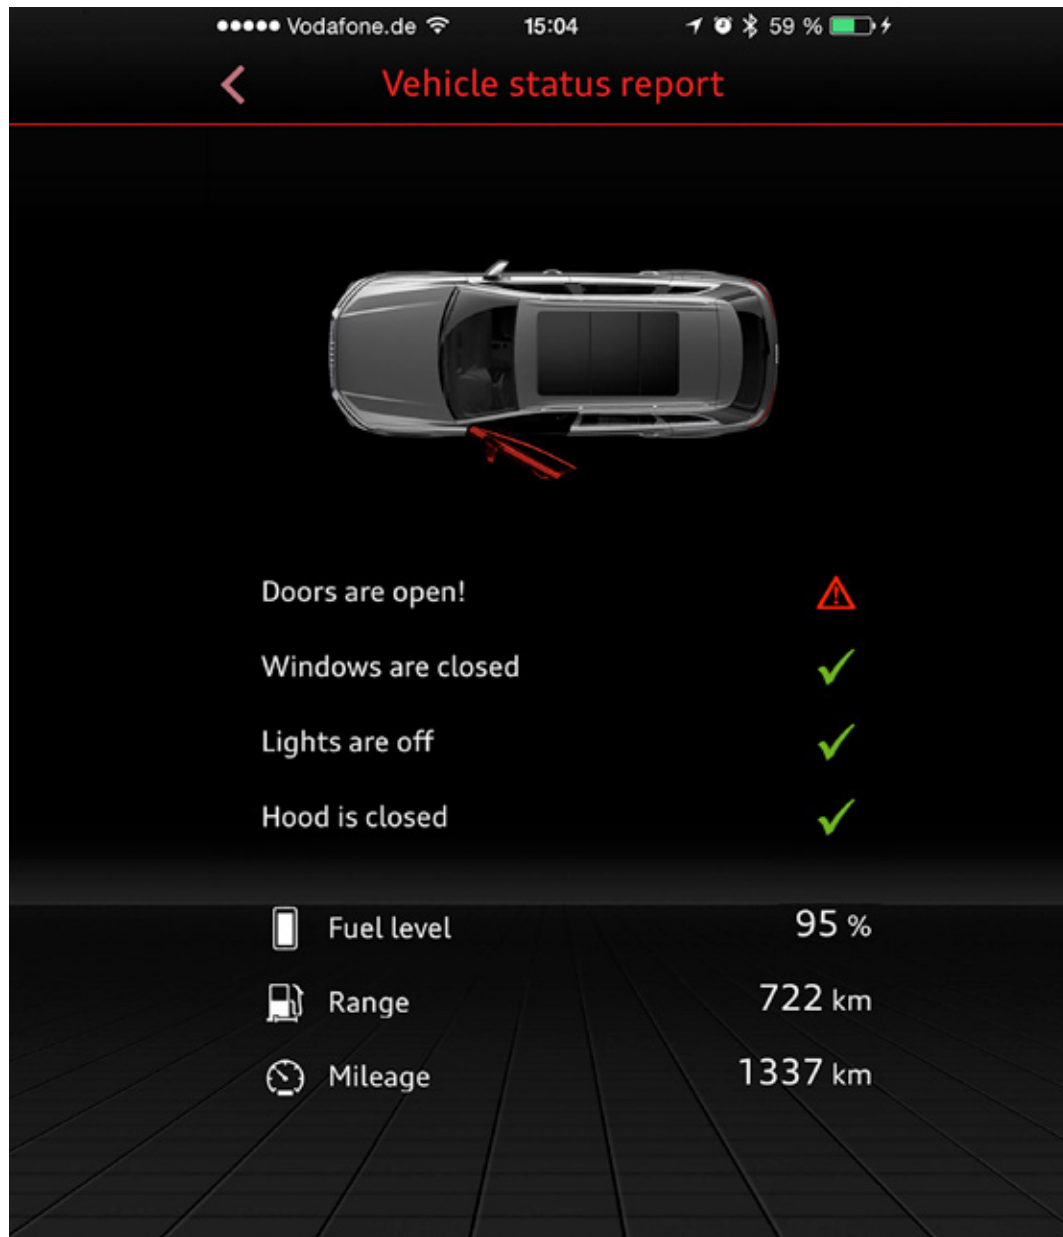 Vodafone.de 15:04 59 %
Vehicle status report
Doors are open!
Windows are closed
Lights are off
Hood is closed
Fuel level 95 %
Range 722 km
Mileage 1337 km